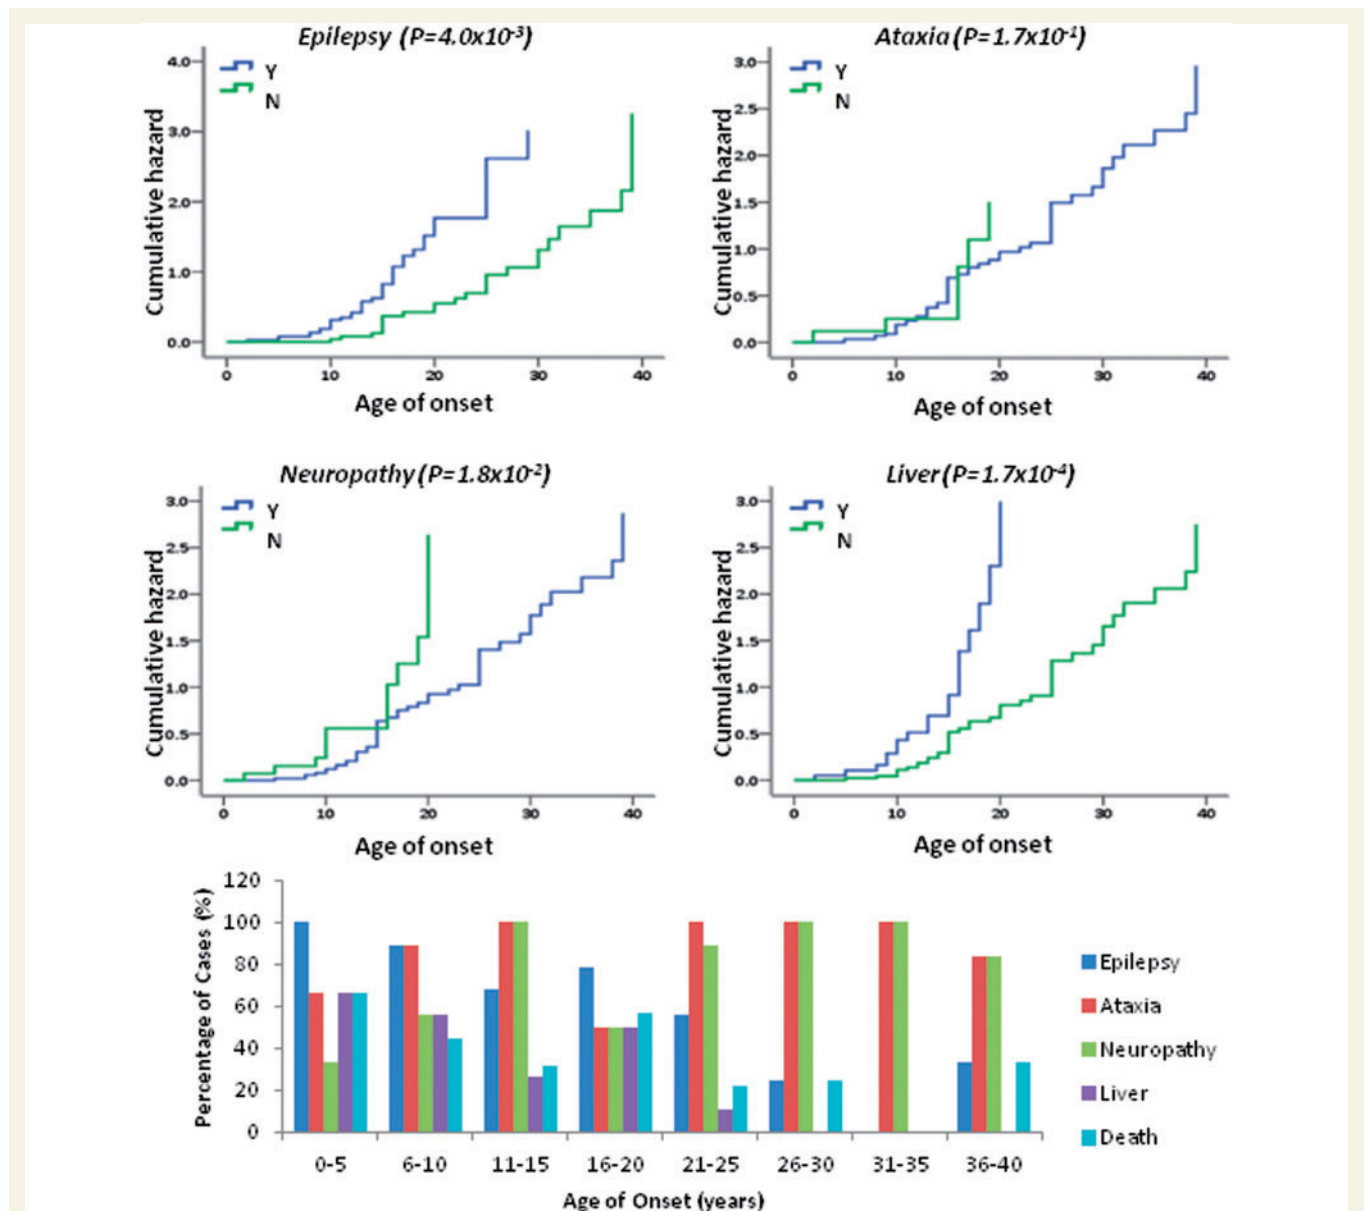 Epilepsy (P=4.0x10-3)
4.0
3.0
2.0
1.0
0.0
Y
N
Cumulative hazard
0 10 20 30 40
Age of onset
Ataxia (P=1.7x10-1)
3.0
2.5
2.0
1.5
1.0
0.5
0.0
Y
N
Cumulative hazard
0 10 20 30 40
Age of onset
Neuropathy (P=1.8x10-2)
3.0
2.5
2.0
1.5
1.0
0.5
0.0
Y
N
Cumulative hazard
0 10 20 30 40
Age of onset
Liver (P=1.7x10-4)
3.0
2.5
2.0
1.5
1.0
0.5
0.0
Y
N
Cumulative hazard
0 10 20 30 40
Age of onset
120
100
80
60
40
20
0
Percentage of Cases (%)
0-5 6-10 11-15 16-20 21-25 26-30 31-35 36-40
Age of Onset (years)
Epilepsy
Ataxia
Neuropathy
Liver
Death